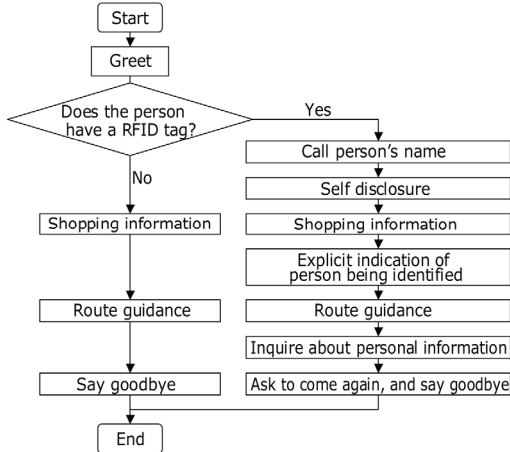 Start
Greet
Does the person
have a RFID tag?
Yes
No
Call person's name
Self disclosure
Shopping information
Shopping information
Explicit indication of
person being identified
Route guidance
Route guidance
Inquire about personal information
Say goodbye
Ask to come again, and say goodbye
End